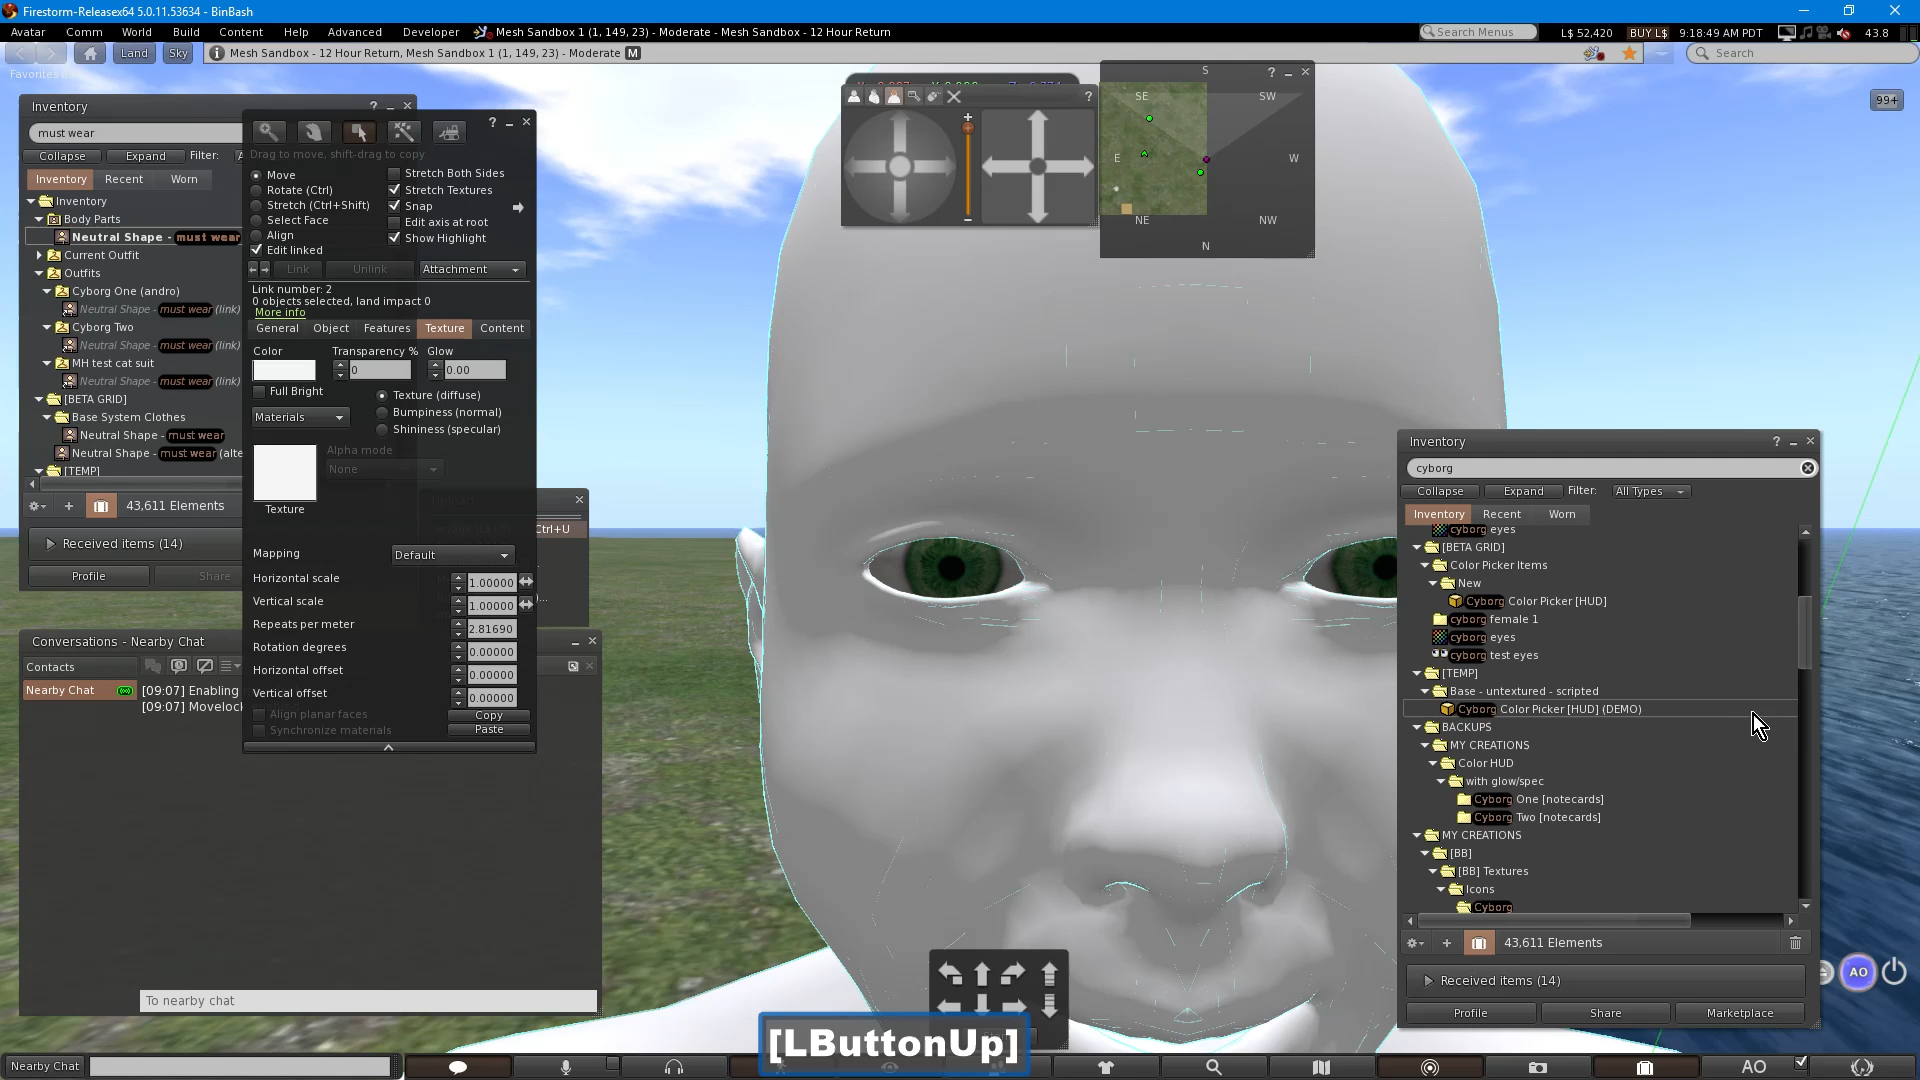 Firestorm-Releasex64 5.0.11.53634 - BinBash
Avatar Comm World Build Content Help Advanced Developer Mesh Sandbox 1 (1, 149, 23) - Moderate - Mesh Sandbox - 12 Hour Return
Search Menus L$ 52,420 BUY L$ 9:18:49 AM PDT 43.8
Land Sky Mesh Sandbox - 12 Hour Return, Mesh Sandbox 1 (1, 149, 23) - Moderate M
Search
99+
Inventory
must wear
Collapse Expand Filter:
Inventory Recent Worn
Inventory
Body Parts
Neutral Shape - must wear
Current Outfit
Outfits
Cyborg One (andro)
Neutral Shape - must wear (link)
Cyborg Two
Neutral Shape - must wear (link)
MH test cat suit
Neutral Shape - must wear (link)
[BETA GRID]
Base System Clothes
Neutral Shape - must wear
Neutral Shape - must wear (alte
[TEMP]
43,611 Elements
Received items (14)
Profile Share
Drag to move, shift-drag to copy
Move
Rotate (Ctrl)
Stretch (Ctrl+Shift)
Select Face
Align
Edit linked
Stretch Both Sides
Stretch Textures
Snap
Edit axis at root
Show Highlight
Link Unlink Attachment
Link number: 2
0 objects selected, land impact 0
More info
General Object Features Texture Content
Color Transparency % Glow
0 0.00
Full Bright
Materials
Texture (diffuse)
Bumpiness (normal)
Shininess (specular)
Alpha mode
None
Texture
Mapping Default
Horizontal scale 1.00000
Vertical scale 1.00000
Repeats per meter 2.81690
Rotation degrees 0.00000
Horizontal offset 0.00000
Vertical offset 0.00000
Align planar faces Copy
Synchronize materials Paste
Ctrl+U
Conversations - Nearby Chat
Contacts
Nearby Chat
[09:07] Enabling
[09:07] Movelock
To nearby chat
S
SE SW
E W
NE NW
N
Inventory
cyborg
Collapse Expand Filter: All Types
Inventory Recent Worn
cyborg eyes
[BETA GRID]
Color Picker Items
New
Cyborg Color Picker [HUD]
cyborg female 1
cyborg eyes
cyborg test eyes
[TEMP]
Base - untextured - scripted
Cyborg Color Picker [HUD] (DEMO)
BACKUPS
MY CREATIONS
Color HUD
with glow/spec
Cyborg One [notecards]
Cyborg Two [notecards]
MY CREATIONS
[BB]
[BB] Textures
Icons
Cyborg
43,611 Elements
Received items (14)
Profile Share Marketplace
AO
[LButtonUp]
Nearby Chat
AO